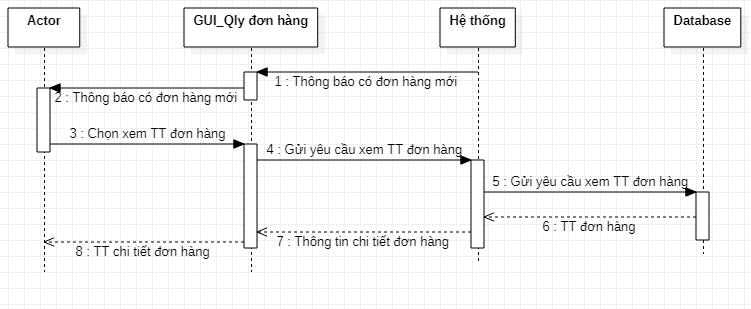 Actor
GUI_Qly đơn hàng
Hệ thống
Database
1 : Thông báo có đơn hàng mới
2 : Thông báo có đơn hàng mới
3 : Chọn xem TT đơn hàng
4 : Gửi yêu cầu xem TT đơn hàng
5 : Gửi yêu cầu xem TT đơn hàng
6 : TT đơn hàng
7 : Thông tin chi tiết đơn hàng
8 : TT chi tiết đơn hàng